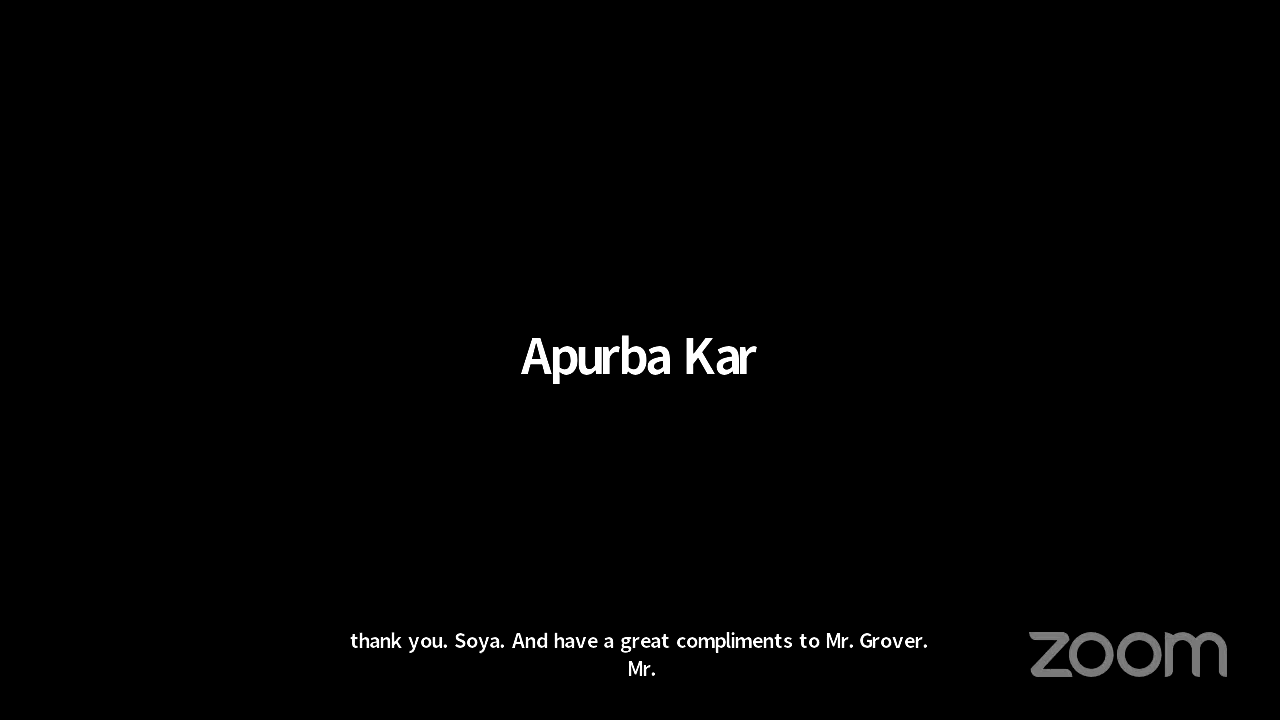 Apurba Kar
thank you. Soya. And have a great compliments to Mr. Grover.
Mr.
zoom